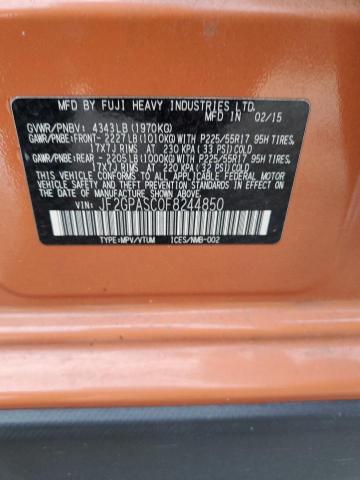 MFD. BY FUJI HEAVY INDUSTRIES LTD.
MFD IN 02/15
GVWR/PNBV: 4343LB(1970KG)
GAWR/PNBE:FRONT- 2227LB(1010KG)WITH P225/55R17 95H TIRES,
17X7J RIMS AT 230 KPA(33 PSI)COLD
GAWR/PNBE:REAR - 2205LB(1000KG)WITH P225/55R17 95H TIRES,
17X7J RIMS AT 220 KPA(32 PSI)COLD
THIS VEHICLE CONFORMS TO ALL APPLICABLE
FEDERAL MOTOR VEHICLE SAFETY AND THEFT
PREVENTION STANDARDS IN EFFECT ON THE
DATE OF MANUFACTURE SHOWN ABOVE.
VIN: JF2GPASC0F8244850
TYPE:MPV/VTUM ICES/NMB-002